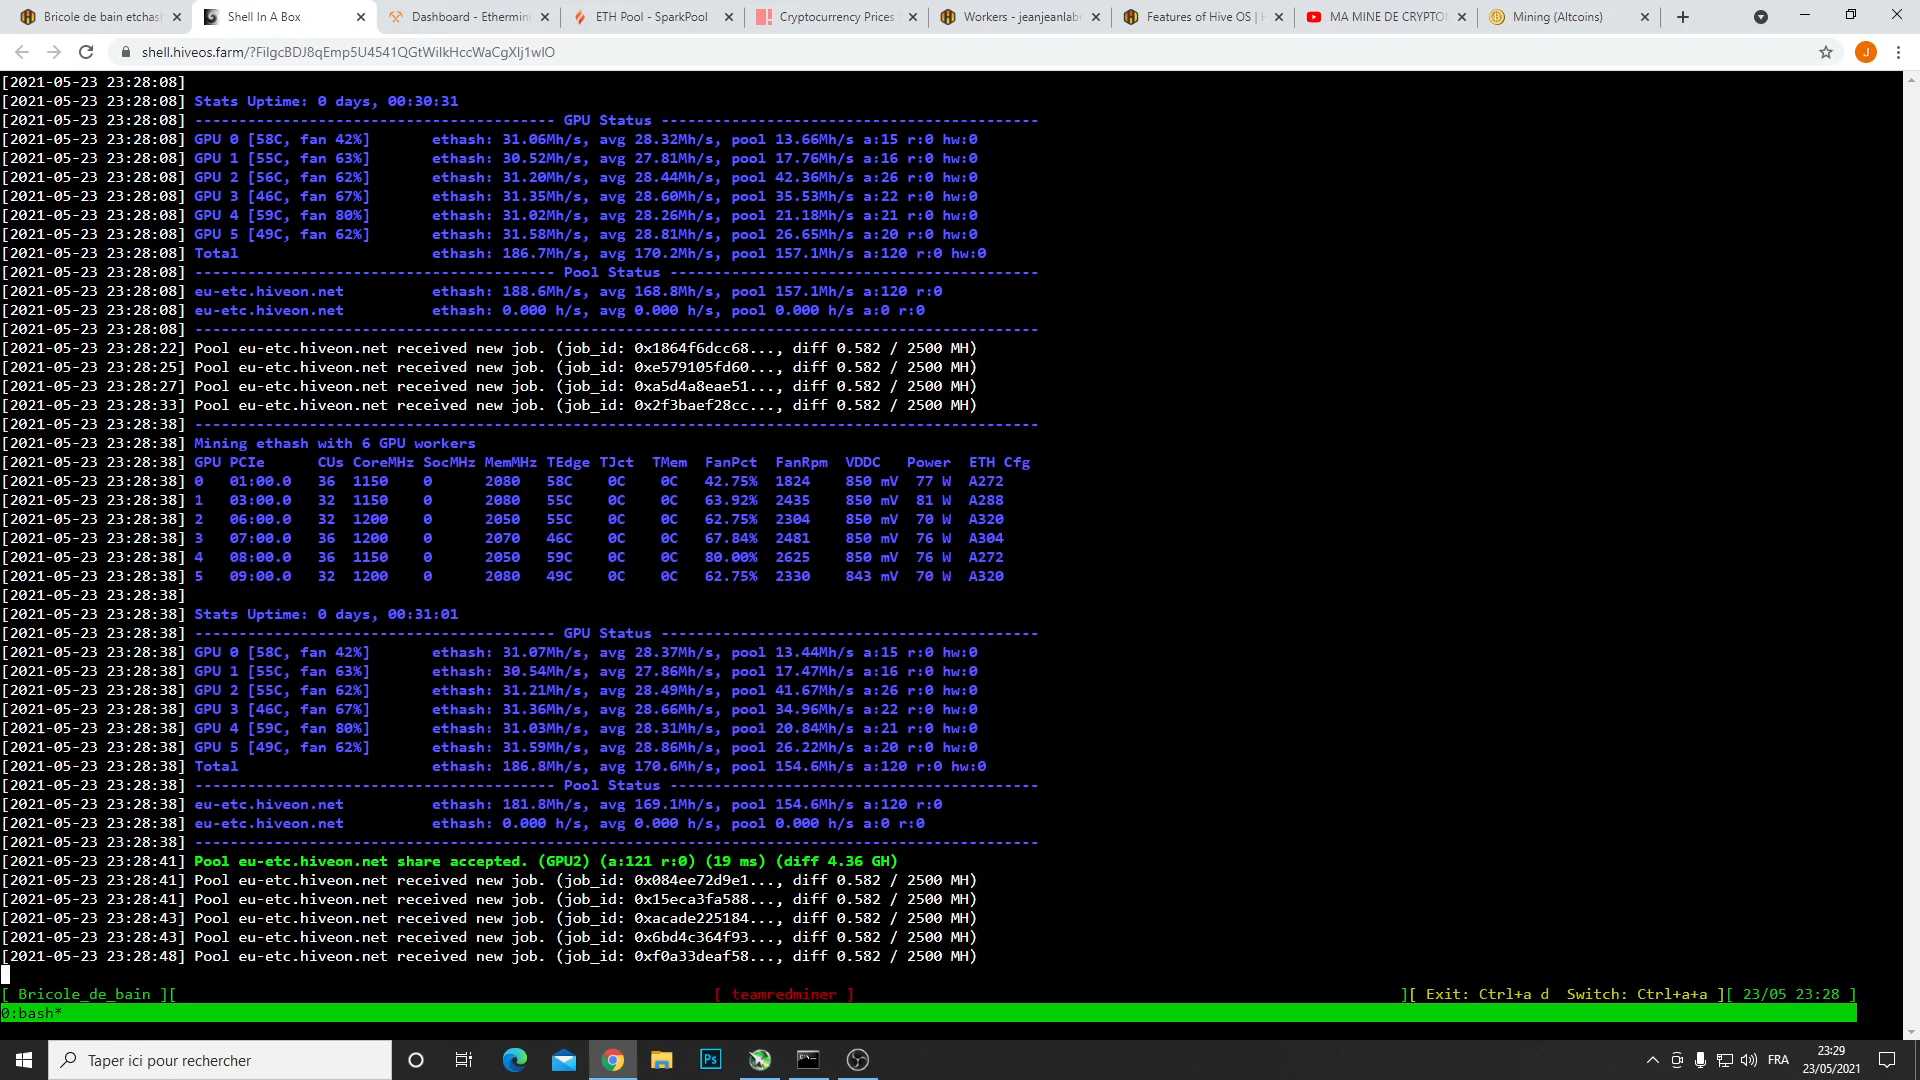 Bricole de bain etchas
Shell In A Box
Dashboard - Ethermine
ETH Pool - SparkPool
Cryptocurrency Prices
Workers - jeanjeanlab
Features of Hive OS |
MA MINE DE CRYPTO
Mining (Altcoins)
shell.hiveos.farm/?FiIgcBDJ8qEmp5U4541QGtWiIkHccWaCgXlj1wIO
J
[2021-05-23 23:28:08]
[2021-05-23 23:28:08] Stats Uptime: 0 days, 00:30:31
[2021-05-23 23:28:08] ----------------------------------------- GPU Status -------------------------------------------
[2021-05-23 23:28:08] GPU 0 [58C, fan 42%] ethash: 31.06Mh/s, avg 28.32Mh/s, pool 13.66Mh/s a:15 r:0 hw:0
[2021-05-23 23:28:08] GPU 1 [55C, fan 63%] ethash: 30.52Mh/s, avg 27.81Mh/s, pool 17.76Mh/s a:16 r:0 hw:0
[2021-05-23 23:28:08] GPU 2 [56C, fan 62%] ethash: 31.20Mh/s, avg 28.44Mh/s, pool 42.36Mh/s a:26 r:0 hw:0
[2021-05-23 23:28:08] GPU 3 [46C, fan 67%] ethash: 31.35Mh/s, avg 28.60Mh/s, pool 35.53Mh/s a:22 r:0 hw:0
[2021-05-23 23:28:08] GPU 4 [59C, fan 80%] ethash: 31.02Mh/s, avg 28.26Mh/s, pool 21.18Mh/s a:21 r:0 hw:0
[2021-05-23 23:28:08] GPU 5 [49C, fan 62%] ethash: 31.58Mh/s, avg 28.81Mh/s, pool 26.65Mh/s a:20 r:0 hw:0
[2021-05-23 23:28:08] Total ethash: 186.7Mh/s, avg 170.2Mh/s, pool 157.1Mh/s a:120 r:0 hw:0
[2021-05-23 23:28:08] ----------------------------------------- Pool Status ------------------------------------------
[2021-05-23 23:28:08] eu-etc.hiveon.net ethash: 188.6Mh/s, avg 168.8Mh/s, pool 157.1Mh/s a:120 r:0
[2021-05-23 23:28:08] eu-etc.hiveon.net ethash: 0.000 h/s, avg 0.000 h/s, pool 0.000 h/s a:0 r:0
[2021-05-23 23:28:08] ------------------------------------------------------------------------------------------------
[2021-05-23 23:28:22] Pool eu-etc.hiveon.net received new job. (job_id: 0x1864f6dcc68..., diff 0.582 / 2500 MH)
[2021-05-23 23:28:25] Pool eu-etc.hiveon.net received new job. (job_id: 0xe579105fd60..., diff 0.582 / 2500 MH)
[2021-05-23 23:28:27] Pool eu-etc.hiveon.net received new job. (job_id: 0xa5d4a8eae51..., diff 0.582 / 2500 MH)
[2021-05-23 23:28:33] Pool eu-etc.hiveon.net received new job. (job_id: 0x2f3baef28cc..., diff 0.582 / 2500 MH)
[2021-05-23 23:28:38] ------------------------------------------------------------------------------------------------
[2021-05-23 23:28:38] Mining ethash with 6 GPU workers
[2021-05-23 23:28:38] GPU PCIe CUs CoreMHz SocMHz MemMHz TEdge TJct TMem FanPct FanRpm VDDC Power ETH Cfg
[2021-05-23 23:28:38] 0 01:00.0 36 1150 0 2080 58C 0C 0C 42.75% 1824 850 mV 77 W A272
[2021-05-23 23:28:38] 1 03:00.0 32 1150 0 2080 55C 0C 0C 63.92% 2435 850 mV 81 W A288
[2021-05-23 23:28:38] 2 06:00.0 32 1200 0 2050 55C 0C 0C 62.75% 2304 850 mV 70 W A320
[2021-05-23 23:28:38] 3 07:00.0 36 1200 0 2070 46C 0C 0C 67.84% 2481 850 mV 76 W A304
[2021-05-23 23:28:38] 4 08:00.0 36 1150 0 2050 59C 0C 0C 80.00% 2625 850 mV 76 W A272
[2021-05-23 23:28:38] 5 09:00.0 32 1200 0 2080 49C 0C 0C 62.75% 2330 843 mV 70 W A320
[2021-05-23 23:28:38]
[2021-05-23 23:28:38] Stats Uptime: 0 days, 00:31:01
[2021-05-23 23:28:38] ----------------------------------------- GPU Status -------------------------------------------
[2021-05-23 23:28:38] GPU 0 [58C, fan 42%] ethash: 31.07Mh/s, avg 28.37Mh/s, pool 13.44Mh/s a:15 r:0 hw:0
[2021-05-23 23:28:38] GPU 1 [55C, fan 63%] ethash: 30.54Mh/s, avg 27.86Mh/s, pool 17.47Mh/s a:16 r:0 hw:0
[2021-05-23 23:28:38] GPU 2 [55C, fan 62%] ethash: 31.21Mh/s, avg 28.49Mh/s, pool 41.67Mh/s a:26 r:0 hw:0
[2021-05-23 23:28:38] GPU 3 [46C, fan 67%] ethash: 31.36Mh/s, avg 28.66Mh/s, pool 34.96Mh/s a:22 r:0 hw:0
[2021-05-23 23:28:38] GPU 4 [59C, fan 80%] ethash: 31.03Mh/s, avg 28.31Mh/s, pool 20.84Mh/s a:21 r:0 hw:0
[2021-05-23 23:28:38] GPU 5 [49C, fan 62%] ethash: 31.59Mh/s, avg 28.86Mh/s, pool 26.22Mh/s a:20 r:0 hw:0
[2021-05-23 23:28:38] Total ethash: 186.8Mh/s, avg 170.6Mh/s, pool 154.6Mh/s a:120 r:0 hw:0
[2021-05-23 23:28:38] ----------------------------------------- Pool Status ------------------------------------------
[2021-05-23 23:28:38] eu-etc.hiveon.net ethash: 181.8Mh/s, avg 169.1Mh/s, pool 154.6Mh/s a:120 r:0
[2021-05-23 23:28:38] eu-etc.hiveon.net ethash: 0.000 h/s, avg 0.000 h/s, pool 0.000 h/s a:0 r:0
[2021-05-23 23:28:38] ------------------------------------------------------------------------------------------------
[2021-05-23 23:28:41] Pool eu-etc.hiveon.net share accepted. (GPU2) (a:121 r:0) (19 ms) (diff 4.36 GH)
[2021-05-23 23:28:41] Pool eu-etc.hiveon.net received new job. (job_id: 0x084ee72d9e1..., diff 0.582 / 2500 MH)
[2021-05-23 23:28:41] Pool eu-etc.hiveon.net received new job. (job_id: 0x15eca3fa588..., diff 0.582 / 2500 MH)
[2021-05-23 23:28:43] Pool eu-etc.hiveon.net received new job. (job_id: 0xacade225184..., diff 0.582 / 2500 MH)
[2021-05-23 23:28:43] Pool eu-etc.hiveon.net received new job. (job_id: 0x6bd4c364f93..., diff 0.582 / 2500 MH)
[2021-05-23 23:28:48] Pool eu-etc.hiveon.net received new job. (job_id: 0xf0a33deaf58..., diff 0.582 / 2500 MH)
[ Bricole_de_bain ][ [ teamredminer ] ][ Exit: Ctrl+a d Switch: Ctrl+a+a ][ 23/05 23:28 ]
0:bash*
Taper ici pour rechercher
Ps
FRA
23:29
23/05/2021